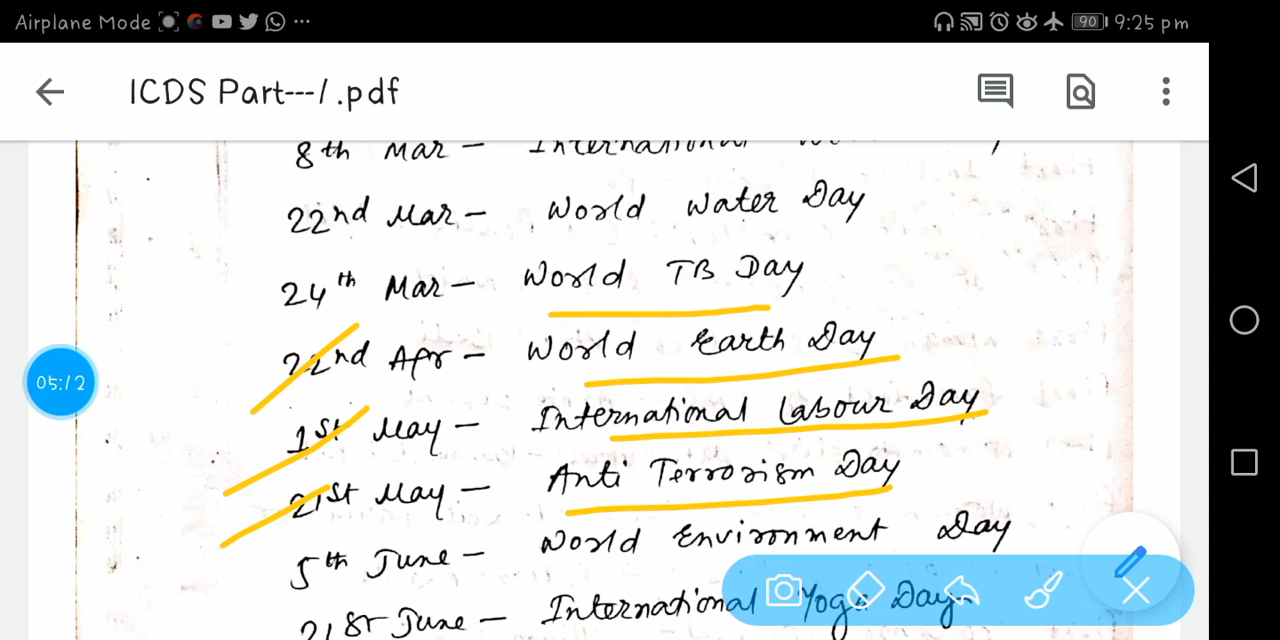 Airplane Mode ... 90 9:25 pm
ICDS Part---1 .pdf
8th Mar - International
22nd Mar - World Water Day
24th Mar - World TB Day
22nd Apr - World Earth Day
1st May - International Labour Day
21st May - Anti Terrorism Day
5th June - World Environment Day
21st June - International Yoga Day
05:12